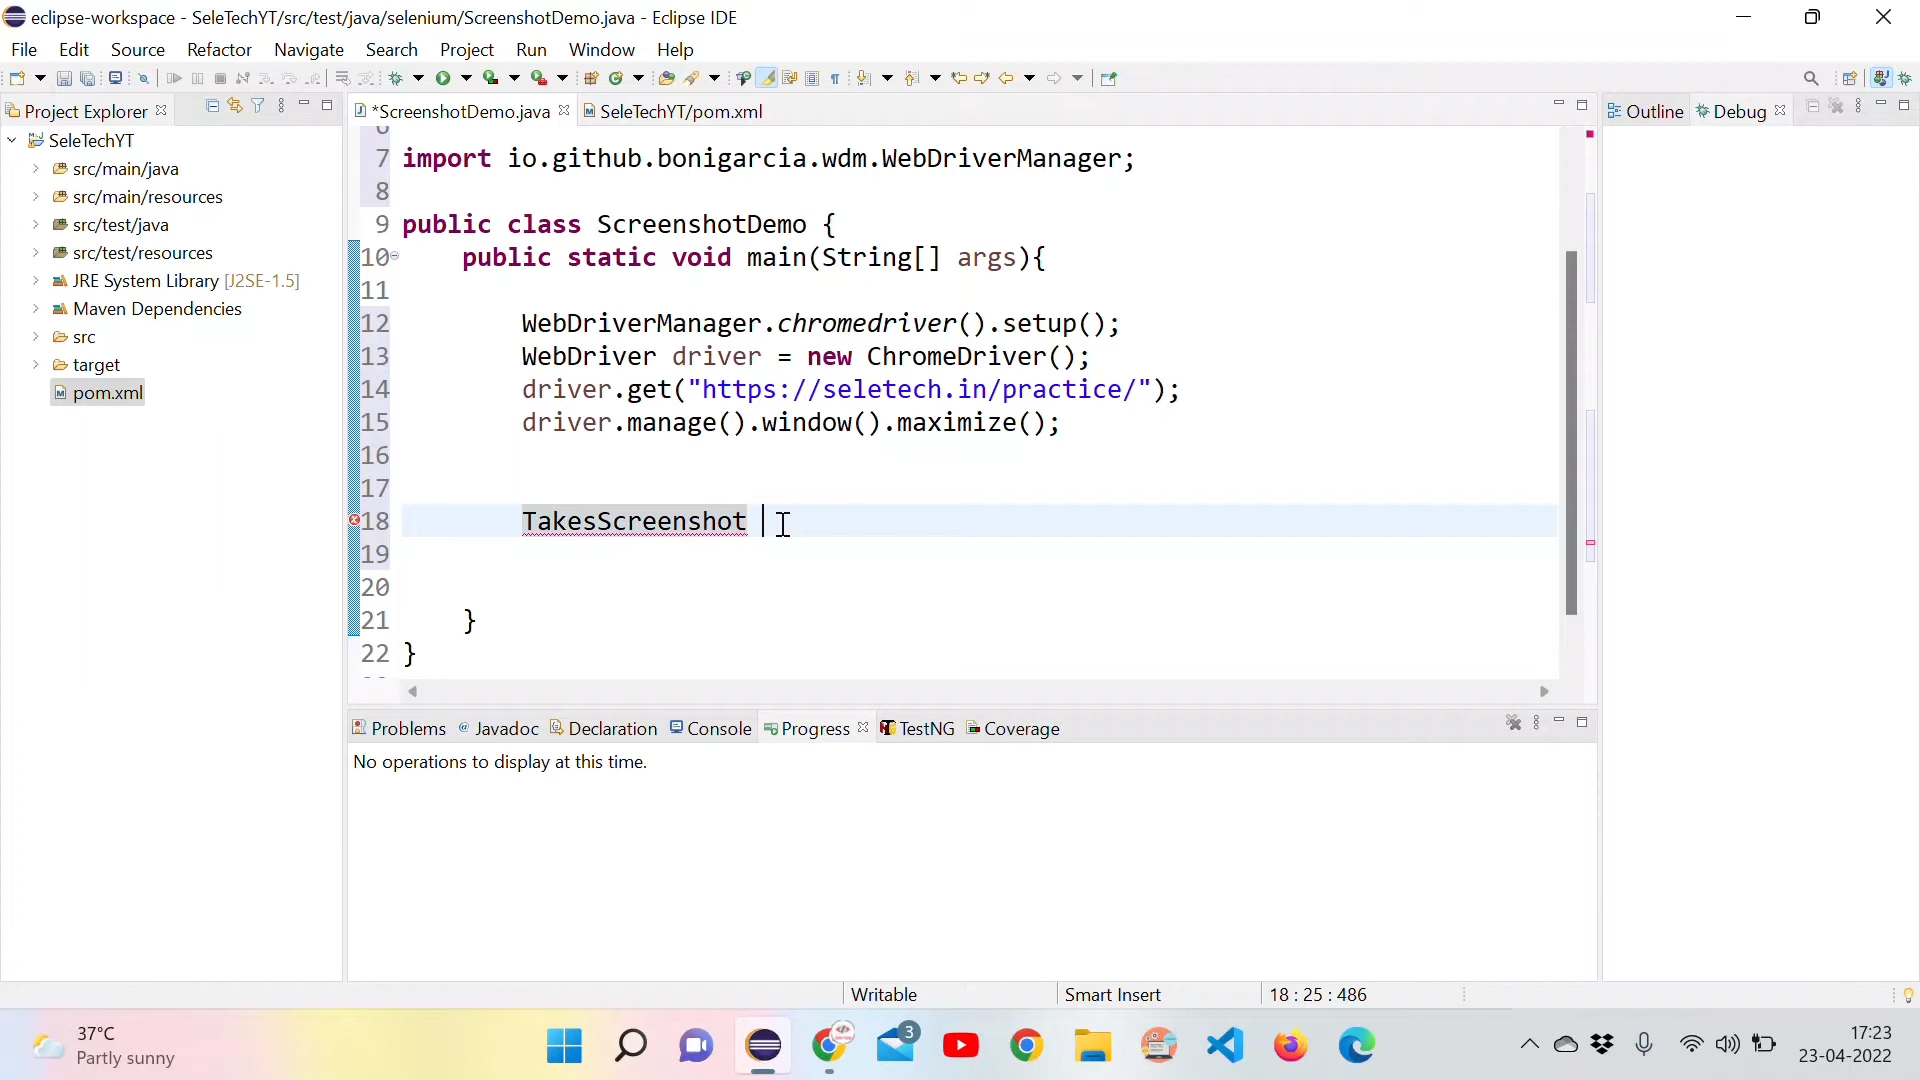 eclipse-workspace - SeleTechYT/src/test/java/selenium/ScreenshotDemo.java - Eclipse IDE
File Edit Source Refactor Navigate Search Project Run Window Help
Project Explorer
*ScreenshotDemo.java SeleTechYT/pom.xml
Outline Debug
SeleTechYT
src/main/java
src/main/resources
src/test/java
src/test/resources
JRE System Library [J2SE-1.5]
Maven Dependencies
src
target
pom.xml
6
7 import io.github.bonigarcia.wdm.WebDriverManager;
8
9 public class ScreenshotDemo {
10 public static void main(String[] args){
11
12 WebDriverManager.chromedriver().setup();
13 WebDriver driver = new ChromeDriver();
14 driver.get("https://seletech.in/practice/");
15 driver.manage().window().maximize();
16
17
18 TakesScreenshot
19
20
21 }
22 }
Problems Javadoc Declaration Console Progress TestNG Coverage
No operations to display at this time.
Writable Smart Insert 18 : 25 : 486
37°C
Partly sunny
3
17:23
23-04-2022